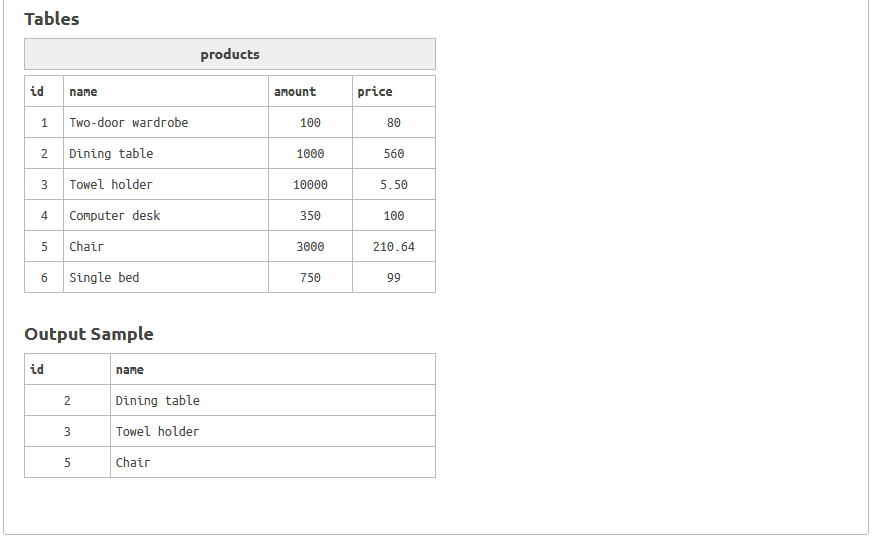 Tables
products
id name amount price
1 Two-door wardrobe 100 80
2 Dining table 1000 560
3 Towel holder 10000 5.50
4 Computer desk 350 100
5 Chair 3000 210.64
6 Single bed 750 99
Output Sample
id name
2 Dining table
3 Towel holder
5 Chair